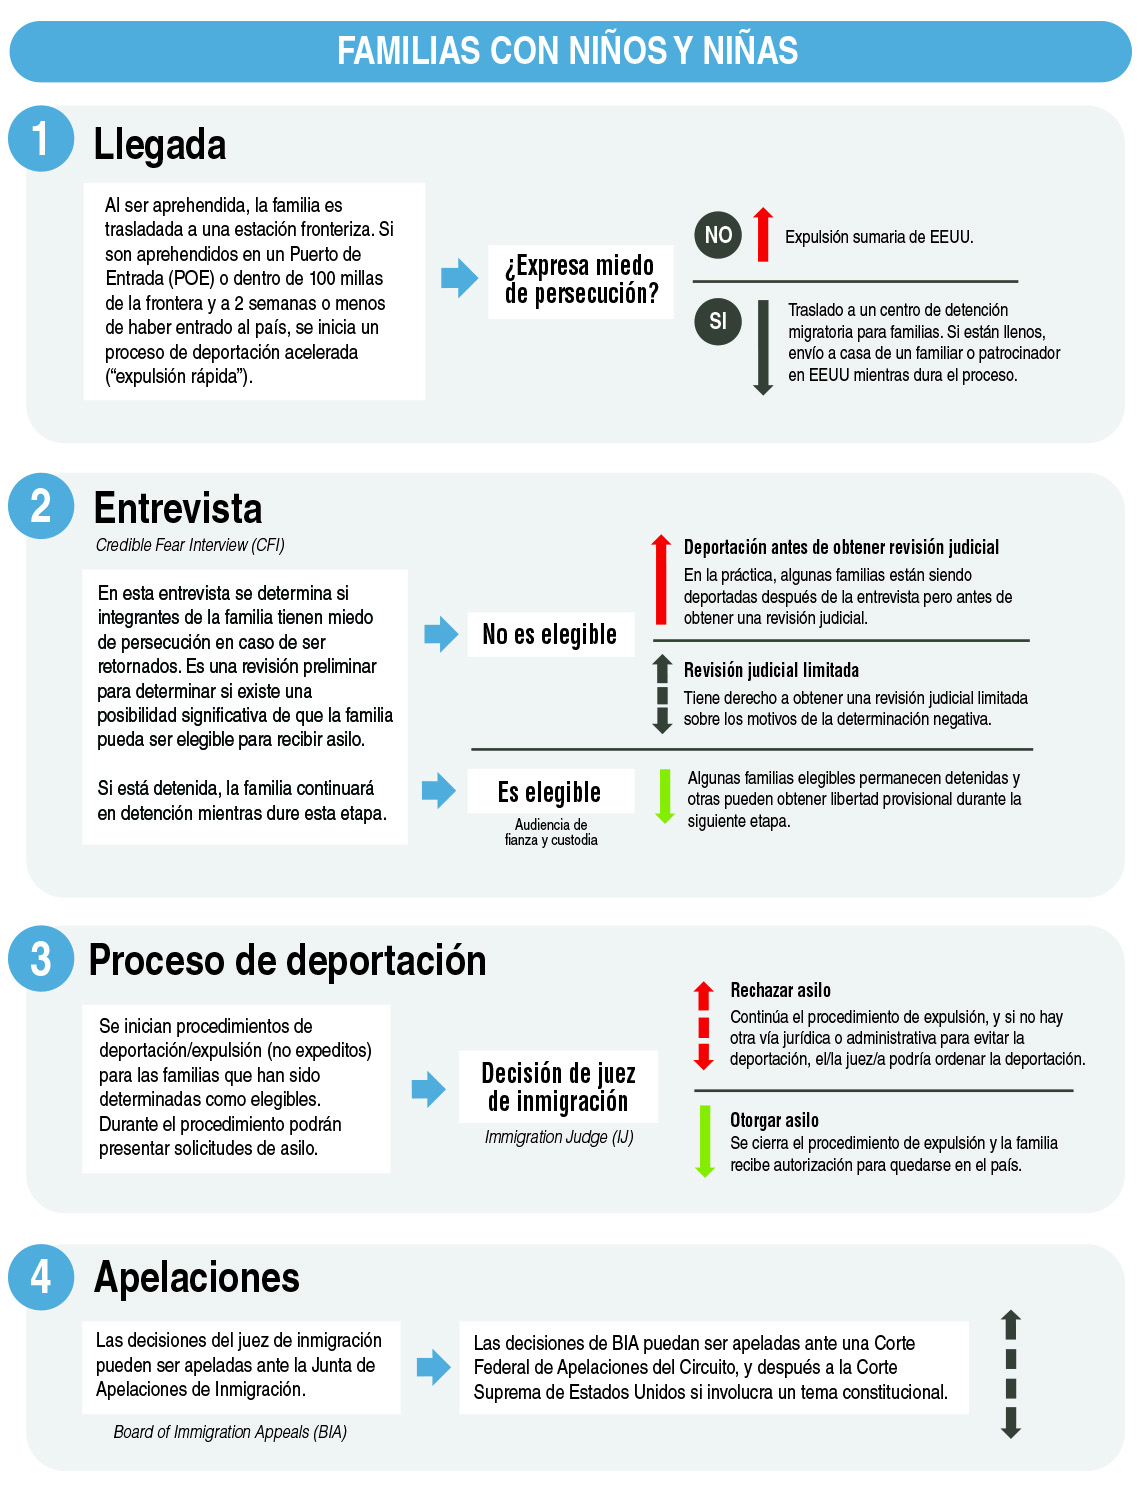 FAMILIAS CON NIÑOS Y NIÑAS
1
Llegada
Al ser aprehendida, la familia es
trasladada a una estación fronteriza. Si
son aprehendidos en un Puerto de
Entrada (POE) o dentro de 100 millas
de la frontera y a 2 semanas o menos
de haber entrado al país, se inicia un
proceso de deportación acelerada
(“expulsión rápida”).
¿Expresa miedo
de persecución?
NO
Expulsión sumaria de EEUU.
SI
Traslado a un centro de detención
migratoria para familias. Si están llenos,
envío a casa de un familiar o patrocinador
en EEUU mientras dura el proceso.
2
Entrevista
Credible Fear Interview (CFI)
En esta entrevista se determina si
integrantes de la familia tienen miedo
de persecución en caso de ser
retornados. Es una revisión preliminar
para determinar si existe una
posibilidad significativa de que la familia
pueda ser elegible para recibir asilo.
Si está detenida, la familia continuará
en detención mientras dure esta etapa.
No es elegible
Deportación antes de obtener revisión judicial
En la práctica, algunas familias están siendo
deportadas después de la entrevista pero antes de
obtener una revisión judicial.
Revisión judicial limitada
Tiene derecho a obtener una revisión judicial limitada
sobre los motivos de la determinación negativa.
Es elegible
Audiencia de
fianza y custodia
Algunas familias elegibles permanecen detenidas y
otras pueden obtener libertad provisional durante la
siguiente etapa.
3
Proceso de deportación
Se inician procedimientos de
deportación/expulsión (no expeditos)
para las familias que han sido
determinadas como elegibles.
Durante el procedimiento podrán
presentar solicitudes de asilo.
Decisión de juez
de inmigración
Immigration Judge (IJ)
Rechazar asilo
Continúa el procedimiento de expulsión, y si no hay
otra vía jurídica o administrativa para evitar la
deportación, el/la juez/a podría ordenar la deportación.
Otorgar asilo
Se cierra el procedimiento de expulsión y la familia
recibe autorización para quedarse en el país.
4
Apelaciones
Las decisiones del juez de inmigración
pueden ser apeladas ante la Junta de
Apelaciones de Inmigración.
Board of Immigration Appeals (BIA)
Las decisiones de BIA puedan ser apeladas ante una Corte
Federal de Apelaciones del Circuito, y después a la Corte
Suprema de Estados Unidos si involucra un tema constitucional.